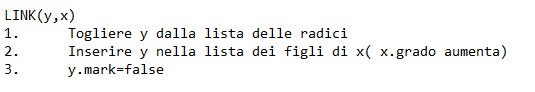 LINK(y,x)
1. Togliere y dalla lista delle radici
2. Inserire y nella lista dei figli di x( x.grado aumenta)
3. y.mark=false